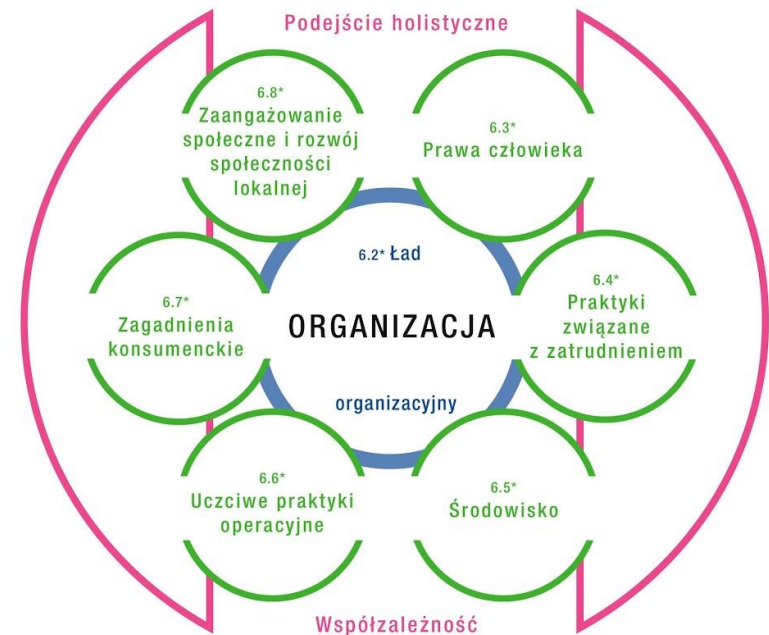 Podejście holistyczne
6.8*
Zaangażowanie
społeczne i rozwój
społeczności
lokalnej
6.3*
Prawa człowieka
6.2* Ład
6.7*
Zagadnienia
konsumenckie
ORGANIZACJA
6.4*
Praktyki
związane
z zatrudnieniem
organizacyjny
6.6*
Uczciwe praktyki
operacyjne
6.5*
Środowisko
Współzależność